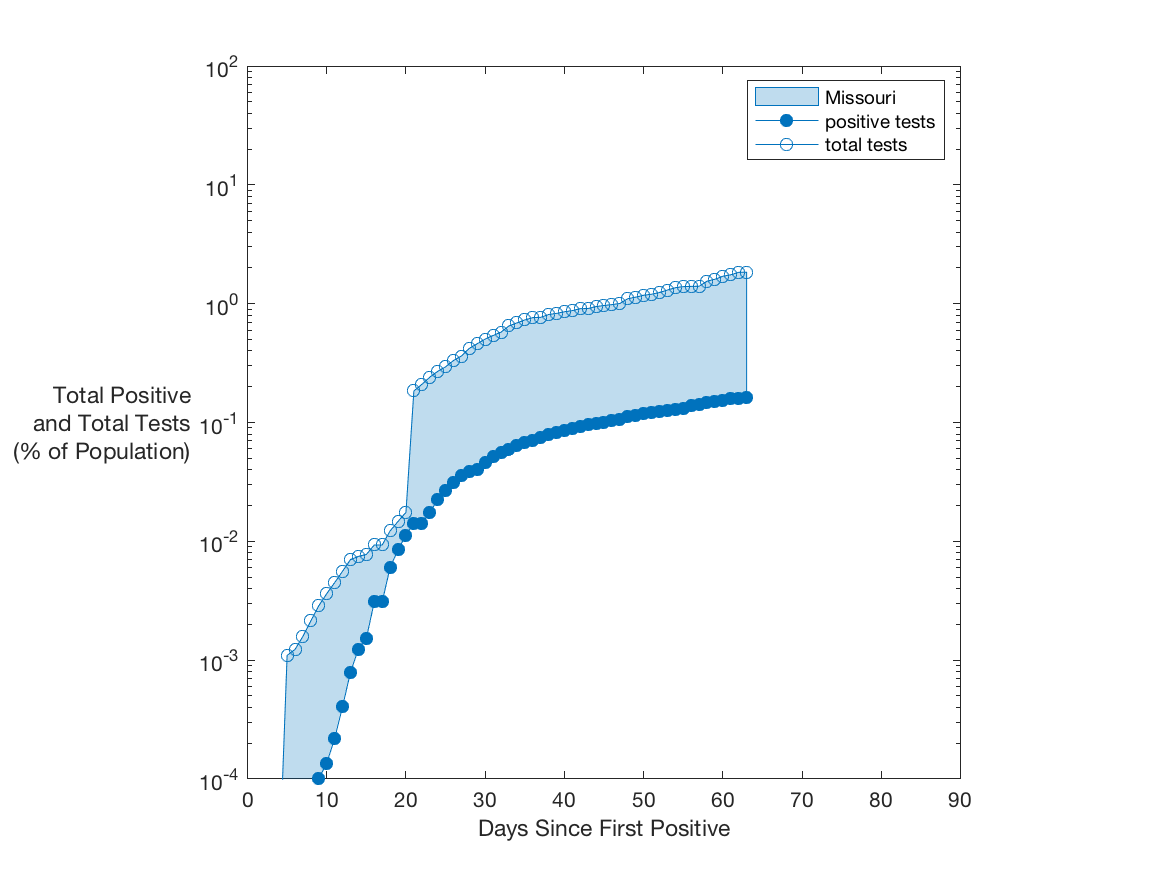 10^2
10^1
10^0
10^-1
10^-2
10^-3
10^-4
Total Positive
and Total Tests
(% of Population)
Missouri
positive tests
total tests
0 10 20 30 40 50 60 70 80 90
Days Since First Positive